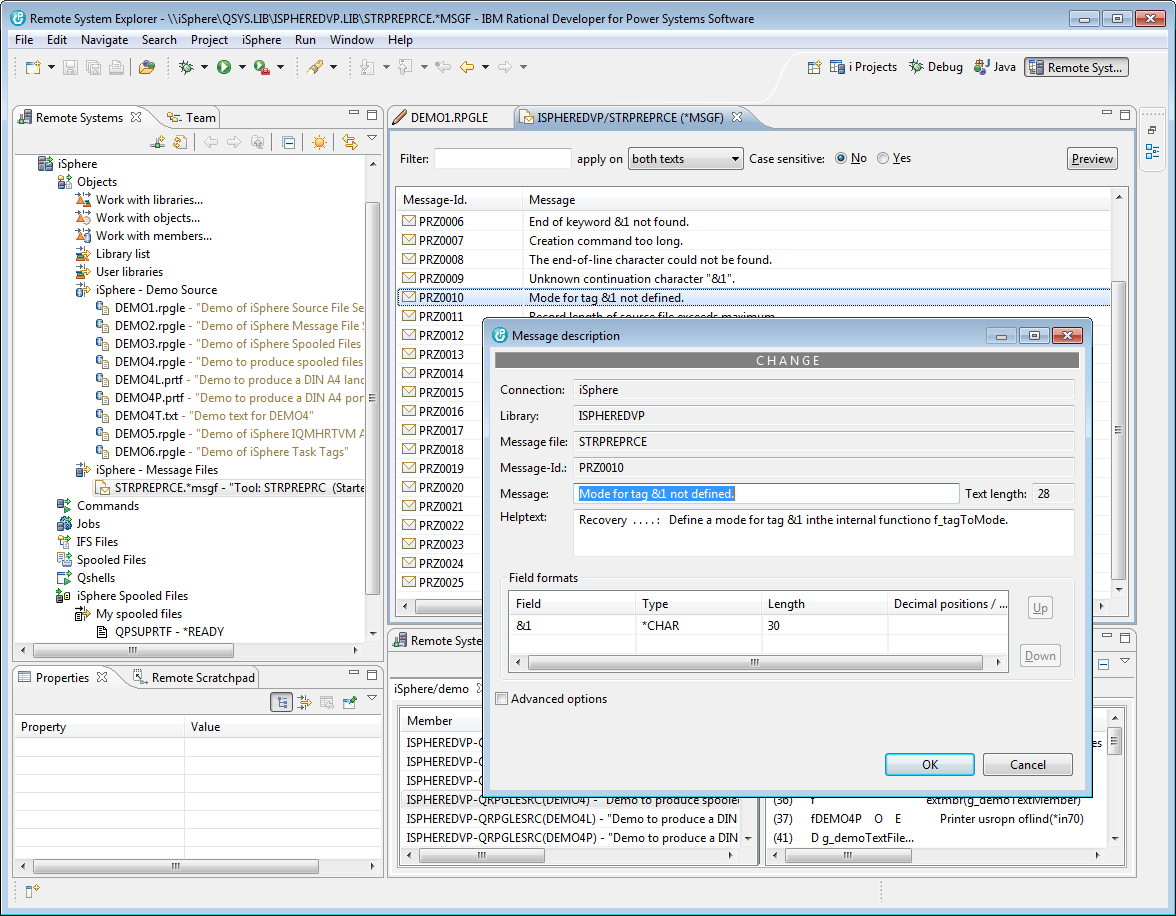 Remote System Explorer - \\iSphere\QSYS.LIB\ISPHEREDVP.LIB\STRPREPRCE.*MSGF - IBM Rational Developer for Power Systems Software
File Edit Navigate Search Project iSphere Run Window Help
i Projects Debug Java Remote Syst...
Remote Systems Team
iSphere
Objects
Work with libraries...
Work with objects...
Work with members...
Library list
User libraries
iSphere - Demo Source
DEMO1.rpgle - "Demo of iSphere Source File Se
DEMO2.rpgle - "Demo of iSphere Message File S
DEMO3.rpgle - "Demo of iSphere Spooled Files
DEMO4.rpgle - "Demo to produce spooled files
DEMO4L.prtf - "Demo to produce a DIN A4 lanc
DEMO4P.prtf - "Demo to produce a DIN A4 por
DEMO4T.txt - "Demo text for DEMO4"
DEMO5.rpgle - "Demo of iSphere IQMHRTVM A
DEMO6.rpgle - "Demo of iSphere Task Tags"
iSphere - Message Files
STRPREPRCE.*msgf - "Tool: STRPREPRC (Starte
Commands
Jobs
IFS Files
Spooled Files
Qshells
iSphere Spooled Files
My spooled files
QPSUPRTF - *READY
Properties Remote Scratchpad
Property Value
DEMO1.RPGLE ISPHEREDVP/STRPREPRCE (*MSGF)
Filter: apply on both texts Case sensitive: No Yes Preview
Message-Id. Message
PRZ0006 End of keyword &1 not found.
PRZ0007 Creation command too long.
PRZ0008 The end-of-line character could not be found.
PRZ0009 Unknown continuation character "&1".
PRZ0010 Mode for tag &1 not defined.
PRZ0011 Record length of source file exceeds maximum
PRZ0012
PRZ0013
PRZ0014
PRZ0015
PRZ0016
PRZ0017
PRZ0018
PRZ0019
PRZ0020
PRZ0021
PRZ0022
PRZ0023
PRZ0024
PRZ0025
Message description
CHANGE
Connection: iSphere
Library: ISPHEREDVP
Message file: STRPREPRCE
Message-Id.: PRZ0010
Message: Mode for tag &1 not defined. Text length: 28
Helptext: Recovery ....: Define a mode for tag &1 inthe internal functiono f_tagToMode.
Field formats
Field Type Length Decimal positions / ...
&1 *CHAR 30
Up
Down
Advanced options
OK Cancel
Remote Syste
iSphere/demo
Member
ISPHEREDVP-Q
ISPHEREDVP-Q
ISPHEREDVP-Q
ISPHEREDVP-QRPGLESRC(DEMO4) - "Demo to produce spoole
ISPHEREDVP-QRPGLESRC(DEMO4L) - "Demo to produce a DIN
ISPHEREDVP-QRPGLESRC(DEMO4P) - "Demo to produce a DIN
es
(36) f extmbr(g_demoTextMember)
(37) fDEMO4P O E Printer usropn oflind(*in70)
(41) D g_demoTextFile...